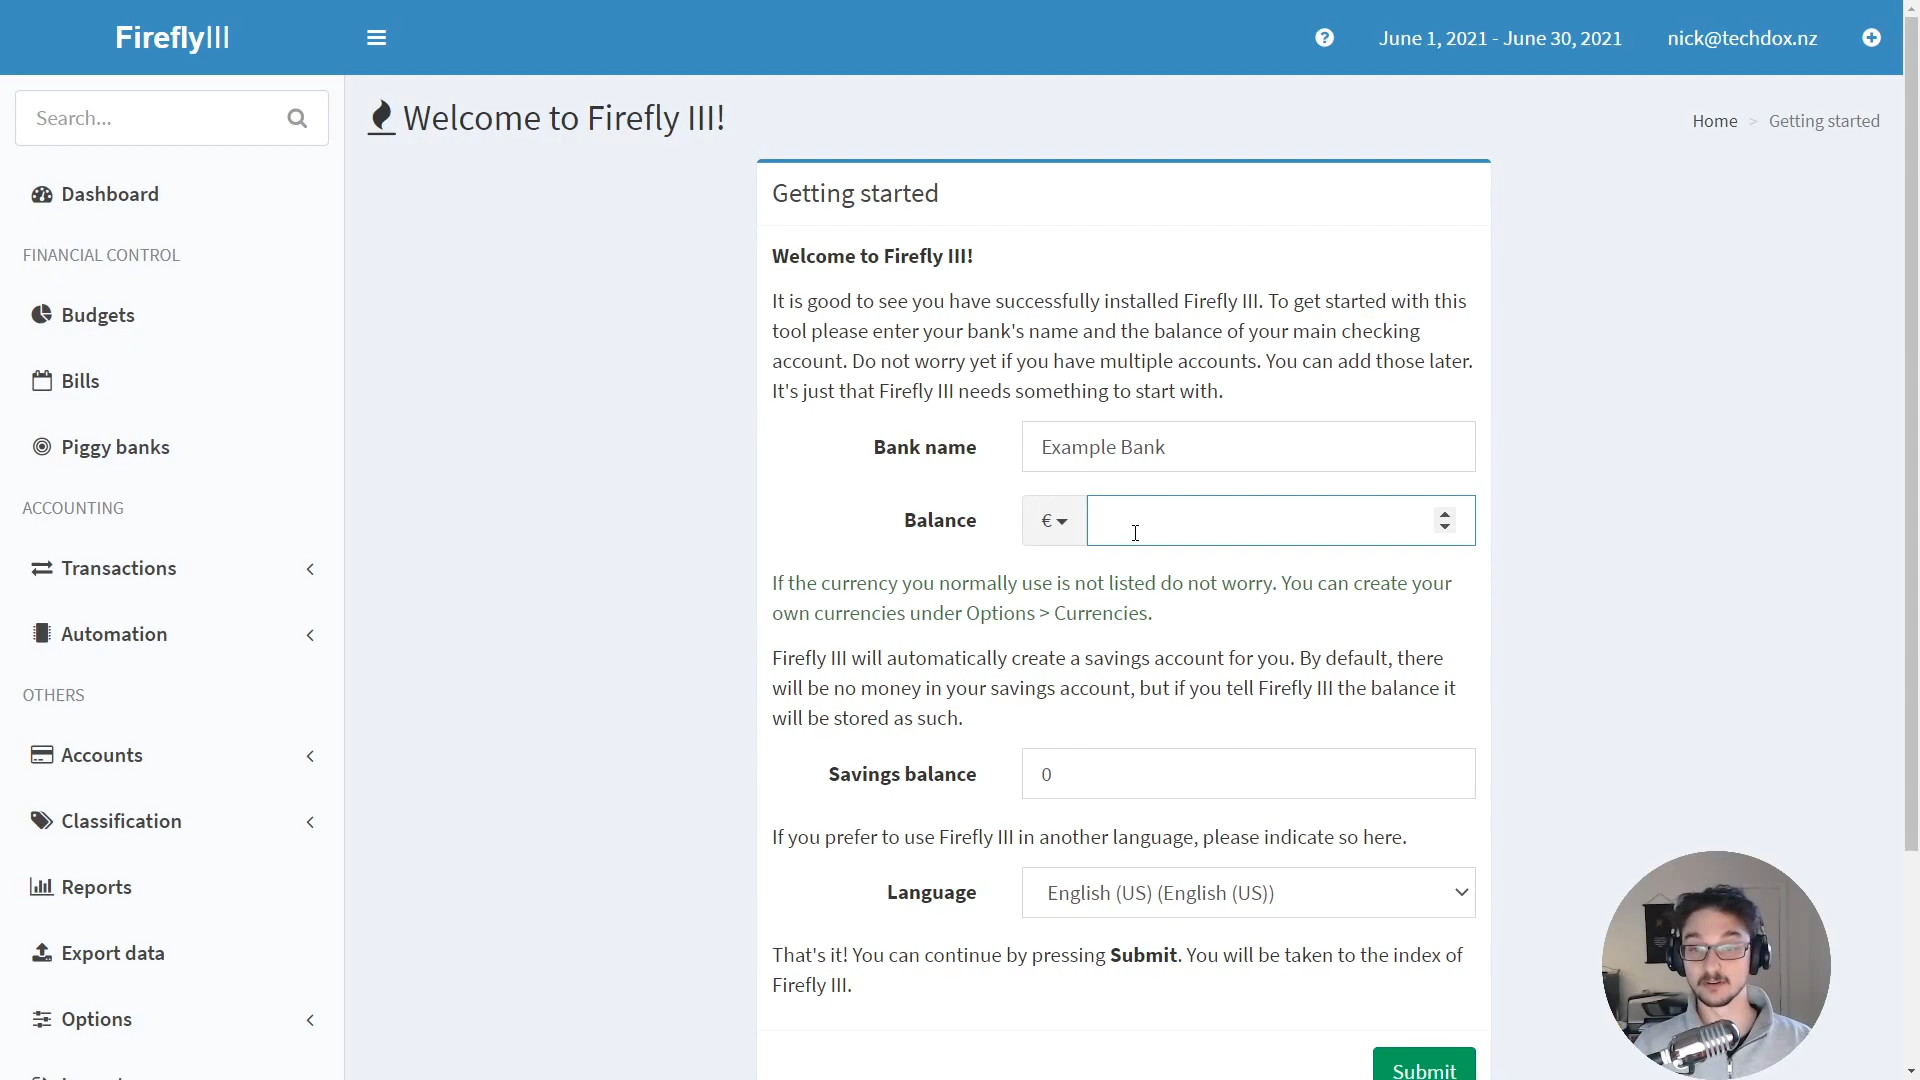 FireflyIII
June 1, 2021 - June 30, 2021
nick@techdox.nz
Search...
Welcome to Firefly III!
Home > Getting started
Dashboard
FINANCIAL CONTROL
Budgets
Bills
Piggy banks
ACCOUNTING
Transactions
Automation
OTHERS
Accounts
Classification
Reports
Export data
Options
Getting started
Welcome to Firefly III!
It is good to see you have successfully installed Firefly III. To get started with this
tool please enter your bank's name and the balance of your main checking
account. Do not worry yet if you have multiple accounts. You can add those later.
It's just that Firefly III needs something to start with.
Bank name
Example Bank
Balance
€
If the currency you normally use is not listed do not worry. You can create your
own currencies under Options > Currencies.
Firefly III will automatically create a savings account for you. By default, there
will be no money in your savings account, but if you tell Firefly III the balance it
will be stored as such.
Savings balance
0
If you prefer to use Firefly III in another language, please indicate so here.
Language
English (US) (English (US))
That's it! You can continue by pressing Submit. You will be taken to the index of
Firefly III.
Submit